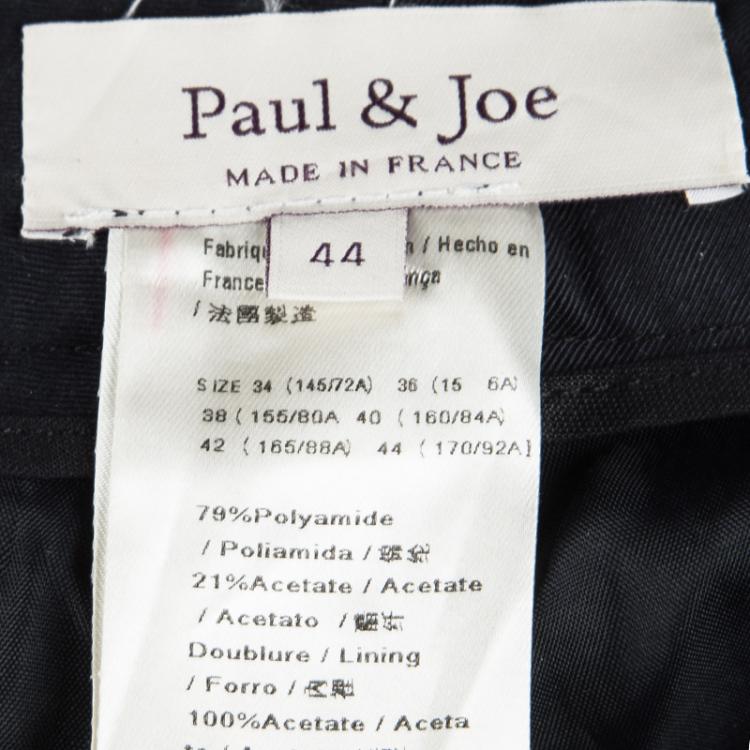 Paul & Joe
MADE IN FRANCE
44
/ Hecho en
France
/ 法國製造
SIZE 34 (145/72A) 36 (15 6A)
38 (155/80A 40 (160/84A)
42 (165/88A) 44 (170/92A)
79%Polyamide
/ Poliamida /
21%Acetate / Acetate
/ Acetato /
Doublure / Lining
/ Forro /
100%Acetate / Aceta